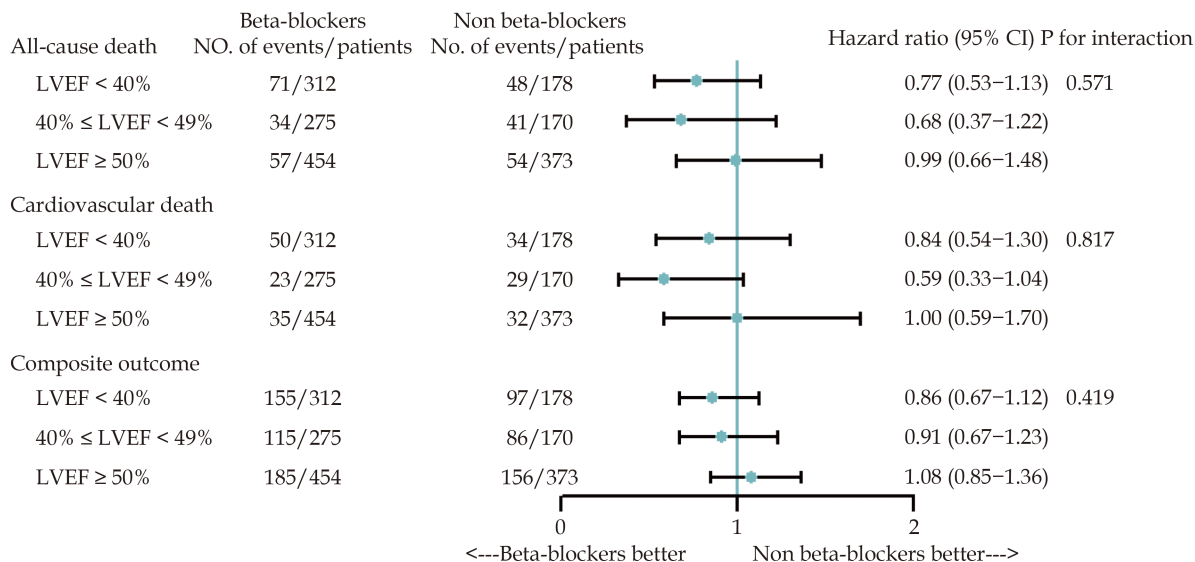 Beta-blockers Non beta-blockers
All-cause death NO. of events/patients No. of events/patients Hazard ratio (95% CI) P for interaction
LVEF < 40% 71/312 48/178 0.77 (0.53−1.13) 0.571
40% ≤ LVEF < 49% 34/275 41/170 0.68 (0.37−1.22)
LVEF ≥ 50% 57/454 54/373 0.99 (0.66−1.48)
Cardiovascular death
LVEF < 40% 50/312 34/178 0.84 (0.54−1.30) 0.817
40% ≤ LVEF < 49% 23/275 29/170 0.59 (0.33−1.04)
LVEF ≥ 50% 35/454 32/373 1.00 (0.59−1.70)
Composite outcome
LVEF < 40% 155/312 97/178 0.86 (0.67−1.12) 0.419
40% ≤ LVEF < 49% 115/275 86/170 0.91 (0.67−1.23)
LVEF ≥ 50% 185/454 156/373 1.08 (0.85−1.36)
0 1 2
<---Beta-blockers better Non beta-blockers better--->